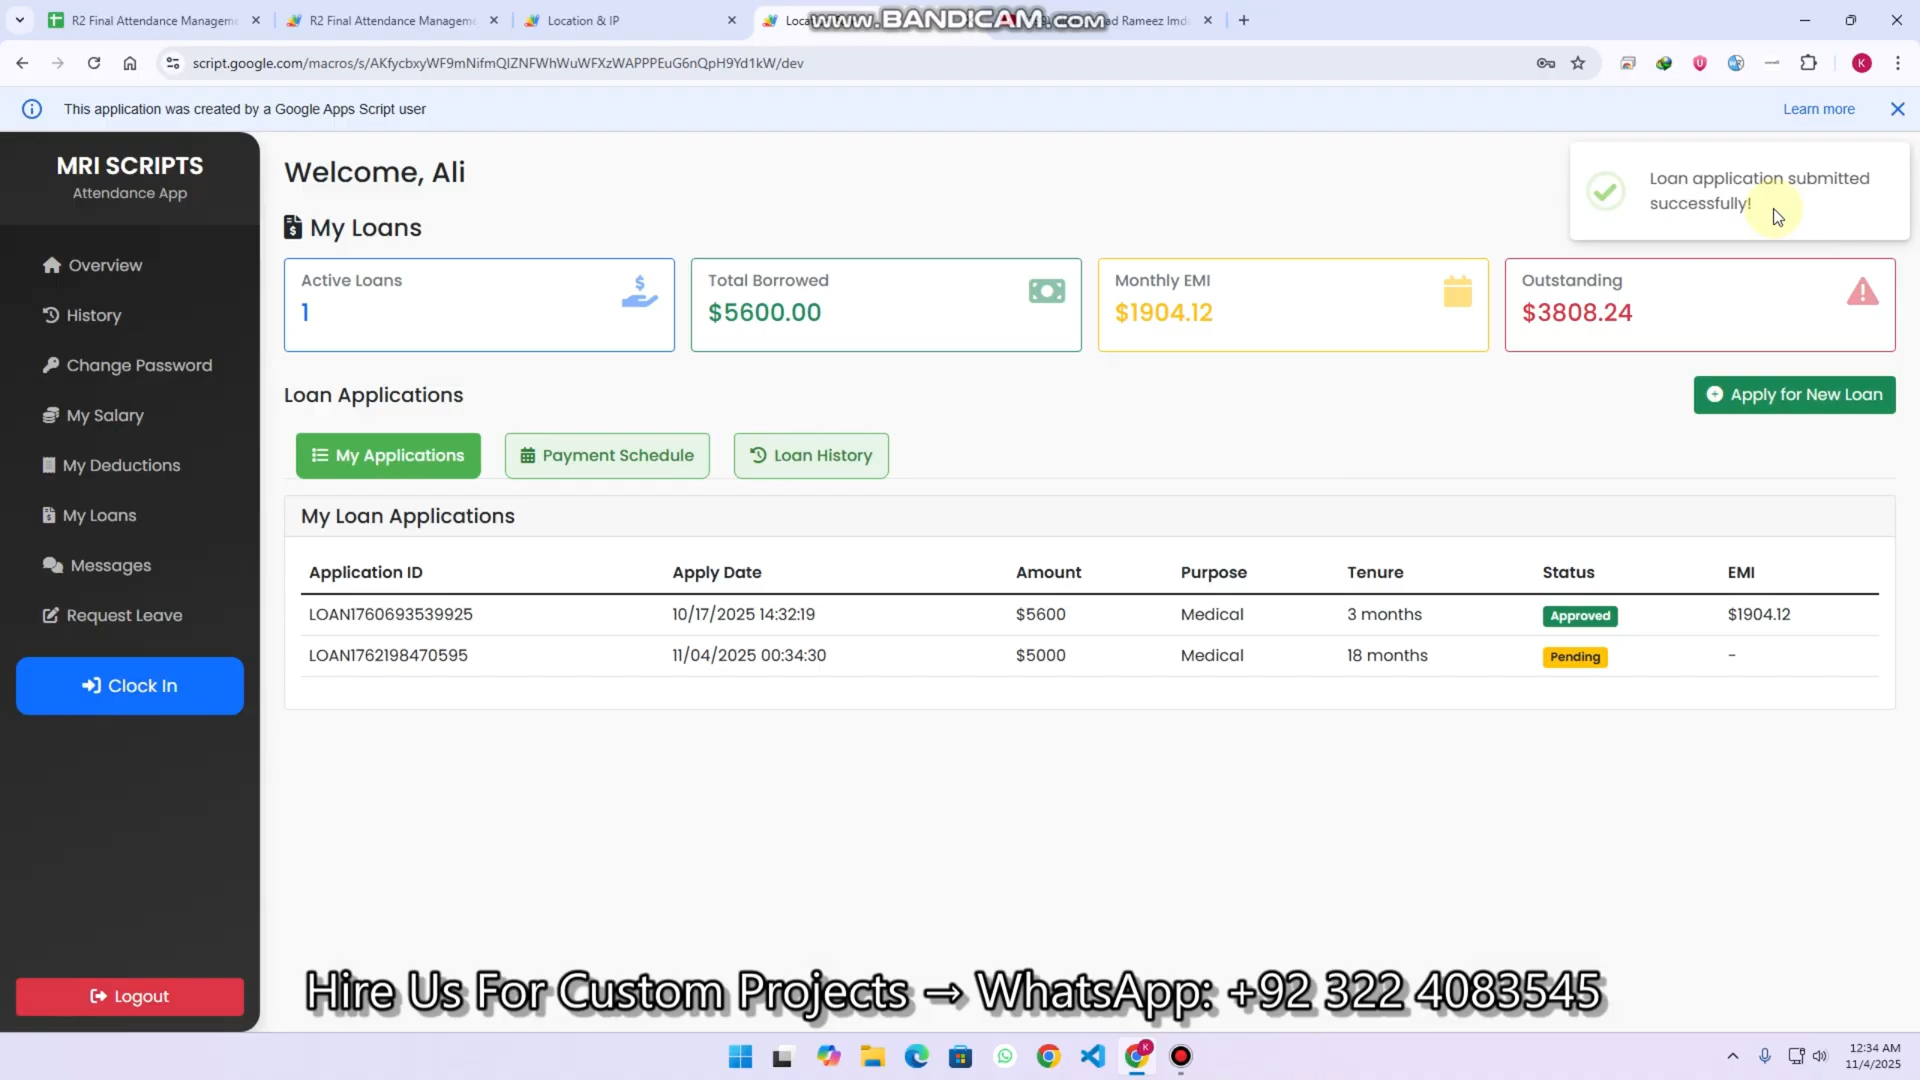 R2 Final Attendance Managem
R2 Final Attendance Managem
Location & IP
Loca
www.BANDICAM.com
ad Rameez Imd
script.google.com/macros/s/AKfycbxyWF9mNifmQIZNFWhWuWFXzWAPPPEuG6nQpH9Yd1kW/dev
K
This application was created by a Google Apps Script user
Learn more
MRI SCRIPTS
Attendance App
Overview
History
Change Password
My Salary
My Deductions
My Loans
Messages
Request Leave
Clock In
Logout
Welcome, Ali
Loan application submitted
successfully!
My Loans
Active Loans
1
Total Borrowed
$5600.00
Monthly EMI
$1904.12
Outstanding
$3808.24
Loan Applications
Apply for New Loan
My Applications
Payment Schedule
Loan History
My Loan Applications
Application ID Apply Date Amount Purpose Tenure Status EMI
LOAN1760693539925 10/17/2025 14:32:19 $5600 Medical 3 months Approved $1904.12
LOAN1762198470595 11/04/2025 00:34:30 $5000 Medical 18 months Pending -
Hire Us For Custom Projects → WhatsApp: +92 322 4083545
12:34 AM
11/4/2025